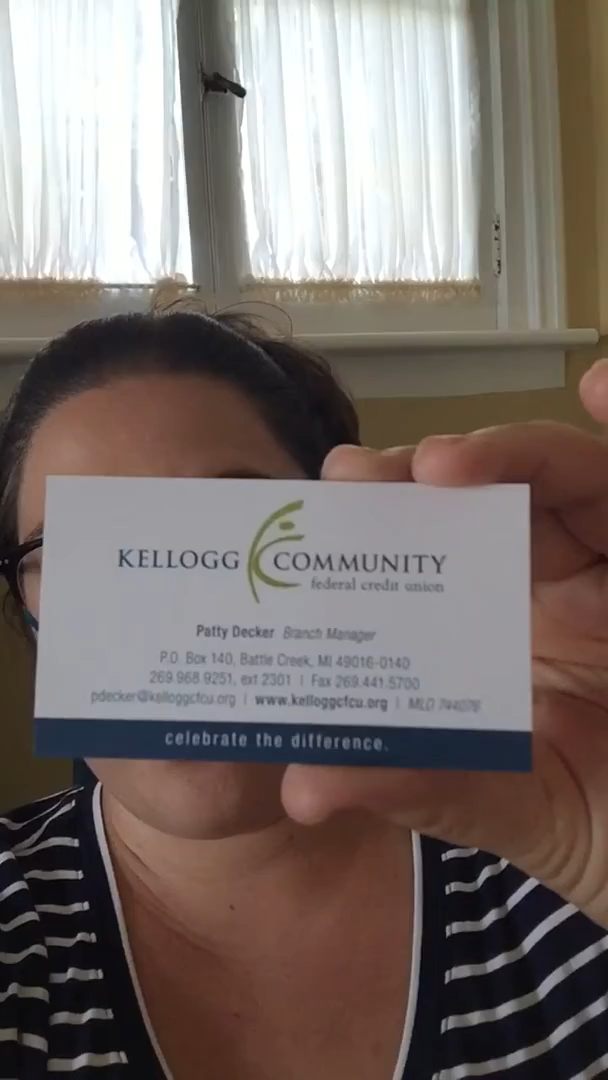 KELLOGG COMMUNITY
federal credit union
Patty Decker Branch Manager
P.O. Box 140, Battle Creek, MI 49016-0140
269.968.9251, ext 2301 | Fax 269.441.5700
pdecker@kelloggcfcu.org | www.kelloggcfcu.org | MLO
celebrate the difference.